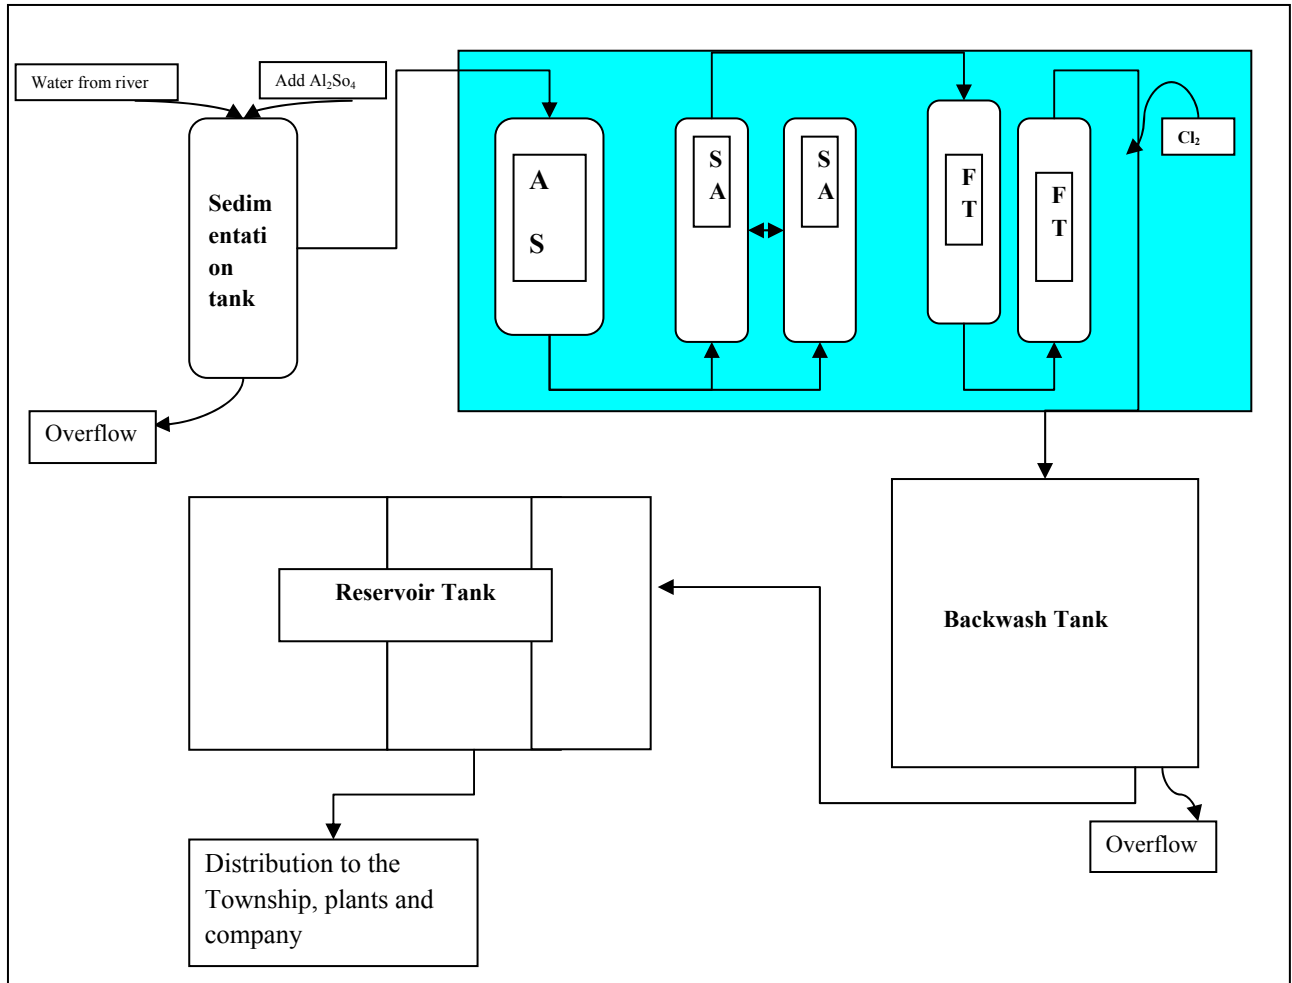 Water from river
Add Al₂So₄
Sedim
entati
on
tank
Overflow
A
S
S
A
S
A
F
T
F
T
Cl₂
Reservoir Tank
Backwash Tank
Overflow
Distribution to the
Township, plants and
company